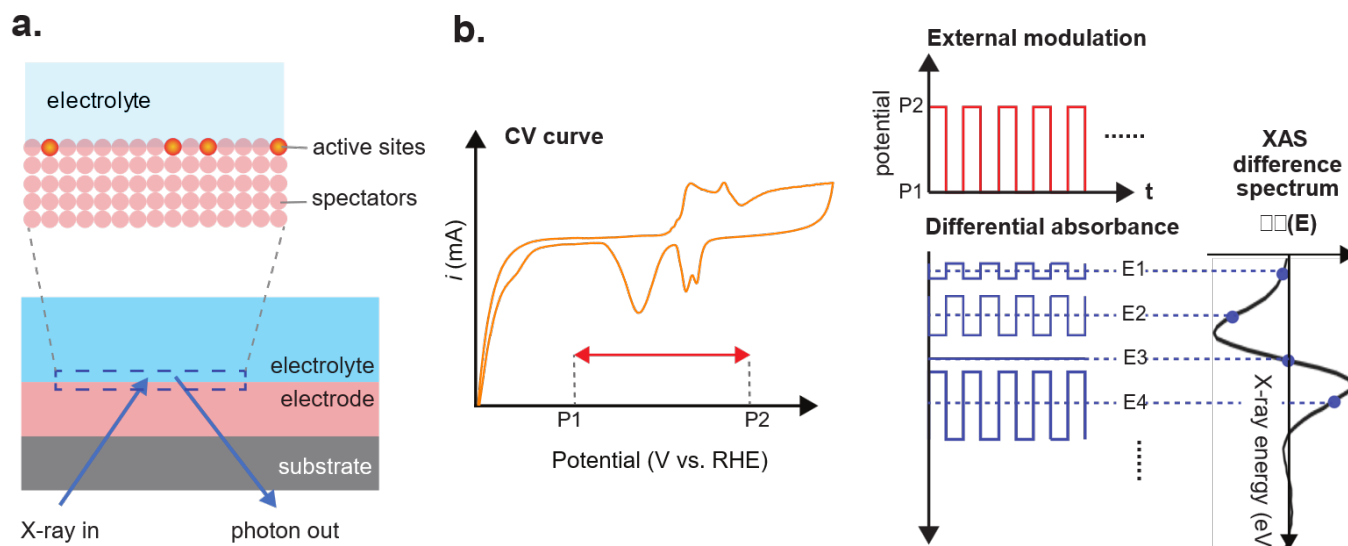 a.
electrolyte
active sites
spectators
electrolyte
electrode
substrate
X-ray in
photon out
b.
CV curve
i (mA)
P1
P2
Potential (V vs. RHE)
External modulation
potential
P2
P1
......
t
Differential absorbance
E1
E2
E3
E4
XAS
difference
spectrum
□□(E)
X-ray energy (eV